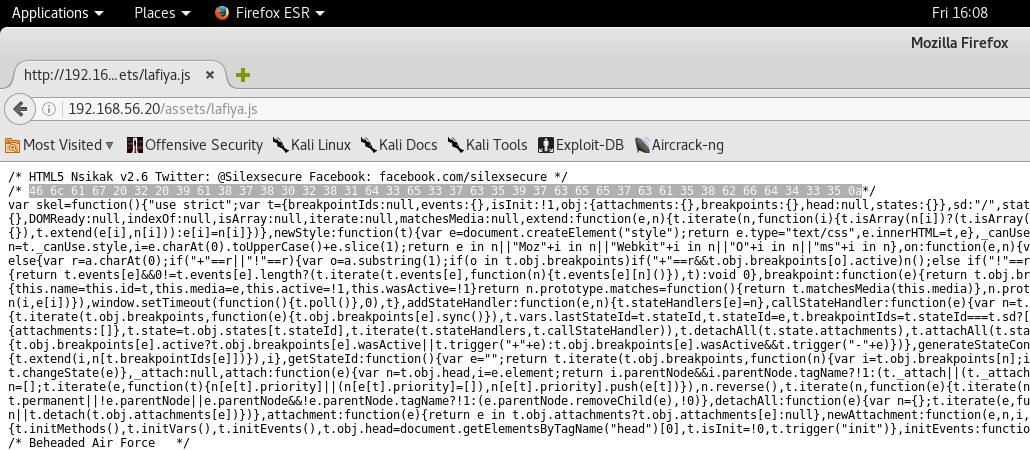 Applications Places Firefox ESR Fri 16:08
Mozilla Firefox
http://192.16...ets/lafiya.js
192.168.56.20/assets/lafiya.js
Most Visited Offensive Security Kali Linux Kali Docs Kali Tools Exploit-DB Aircrack-ng
/* HTML5 Nsikak v2.6 Twitter: @Silexsecure Facebook: facebook.com/silexsecure */
/* 46 6c 61 67 20 32 20 39 61 38 37 38 30 32 38 31 64 33 65 33 37 63 35 39 37 63 65 65 37 63 61 35 38 62 66 64 34 33 35 0a*/
var skel=function(){"use strict";var t={breakpointIds:null,events:{},isInit:!1,obj:{attachments:{},breakpoints:{},head:null,states:{}},sd:"/",stat
{},DOMReady:null,indexOf:null,isArray:null,iterate:null,matchesMedia:null,extend:function(e,n){t.iterate(n,function(i){t.isArray(n[i])?(t.isArray(
{}),t.extend(e[i],n[i])):e[i]=n[i]})},newStyle:function(t){var e=document.createElement("style");return e.type="text/css",e.innerHTML=t,e},_canUse
n=t._canUse.style,i=e.charAt(0).toUpperCase()+e.slice(1);return e in n||"Moz"+i in n||"Webkit"+i in n||"O"+i in n||"ms"+i in n},on:function(e,n){v
else{var r=a.charAt(0);if("+"==r||"!"==r){var o=a.substring(1);if(o in t.obj.breakpoints)if("+"==r&&t.obj.breakpoints[o].active)n();else if("!"==r
{return t.events[e]&&0!=t.events[e].length?(t.iterate(t.events[e],function(n){t.events[e][n]()}),t):void 0},breakpoint:function(e){return t.obj.br
{this.name=this.id=t,this.media=e,this.active=!1,this.wasActive=!1}return n.prototype.matches=function(){return t.matchesMedia(this.media)},n.prot
n(i,e[i])}),window.setTimeout(function(){t.poll()},0),t},addStateHandler:function(e,n){t.stateHandlers[e]=n},callStateHandler:function(e){var n=t.
{t.iterate(t.obj.breakpoints,function(e){t.obj.breakpoints[e].sync()}),t.vars.lastStateId=t.stateId,t.stateId=e,t.breakpointIds=t.stateId===t.sd?[
{attachments:[]},t.state=t.obj.states[t.stateId],t.iterate(t.stateHandlers,t.callStateHandler)),t.detachAll(t.state.attachments),t.attachAll(t.sta
{t.obj.breakpoints[e].active?t.obj.breakpoints[e].wasActive||t.trigger("+"+e):t.obj.breakpoints[e].wasActive&&t.trigger("-"+e)})},generateStateCon
{t.extend(i,n[t.breakpointIds[e]])}),i},getStateId:function(){var e="";return t.iterate(t.obj.breakpoints,function(n){var i=t.obj.breakpoints[n];i
t.changeState(e)},_attach:null,attach:function(e){var n=t.obj.head,i=e.element;return i.parentNode&&i.parentNode.tagName?!1:(t._attach||(t._attach
n=[];t.iterate(e,function(t){n[e[t].priority]||(n[e[t].priority]=[]),n[e[t].priority].push(e[t])}),n.reverse(),t.iterate(n,function(e){t.iterate(n
t.permanent||!e.parentNode||e.parentNode&&!e.parentNode.tagName?!1:(e.parentNode.removeChild(e),!0)},detachAll:function(e){var n={};t.iterate(e,fu
n||t.detach(t.obj.attachments[e])})},attachment:function(e){return e in t.obj.attachments?t.obj.attachments[e]:null},newAttachment:function(e,n,i,
{t.initMethods(),t.initVars(),t.initEvents(),t.obj.head=document.getElementsByTagName("head")[0],t.isInit=!0,t.trigger("init")},initEvents:functio
/* Beheaded Air Force */